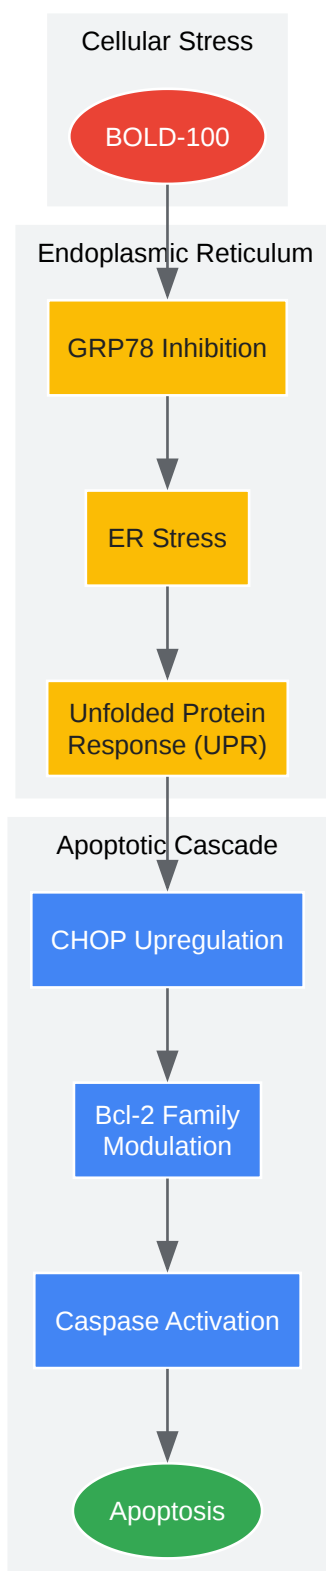 Cellular Stress
BOLD-100
Endoplasmic Reticulum
GRP78 Inhibition
ER Stress
Unfolded Protein
Response (UPR)
Apoptotic Cascade
CHOP Upregulation
Bcl-2 Family
Modulation
Caspase Activation
Apoptosis